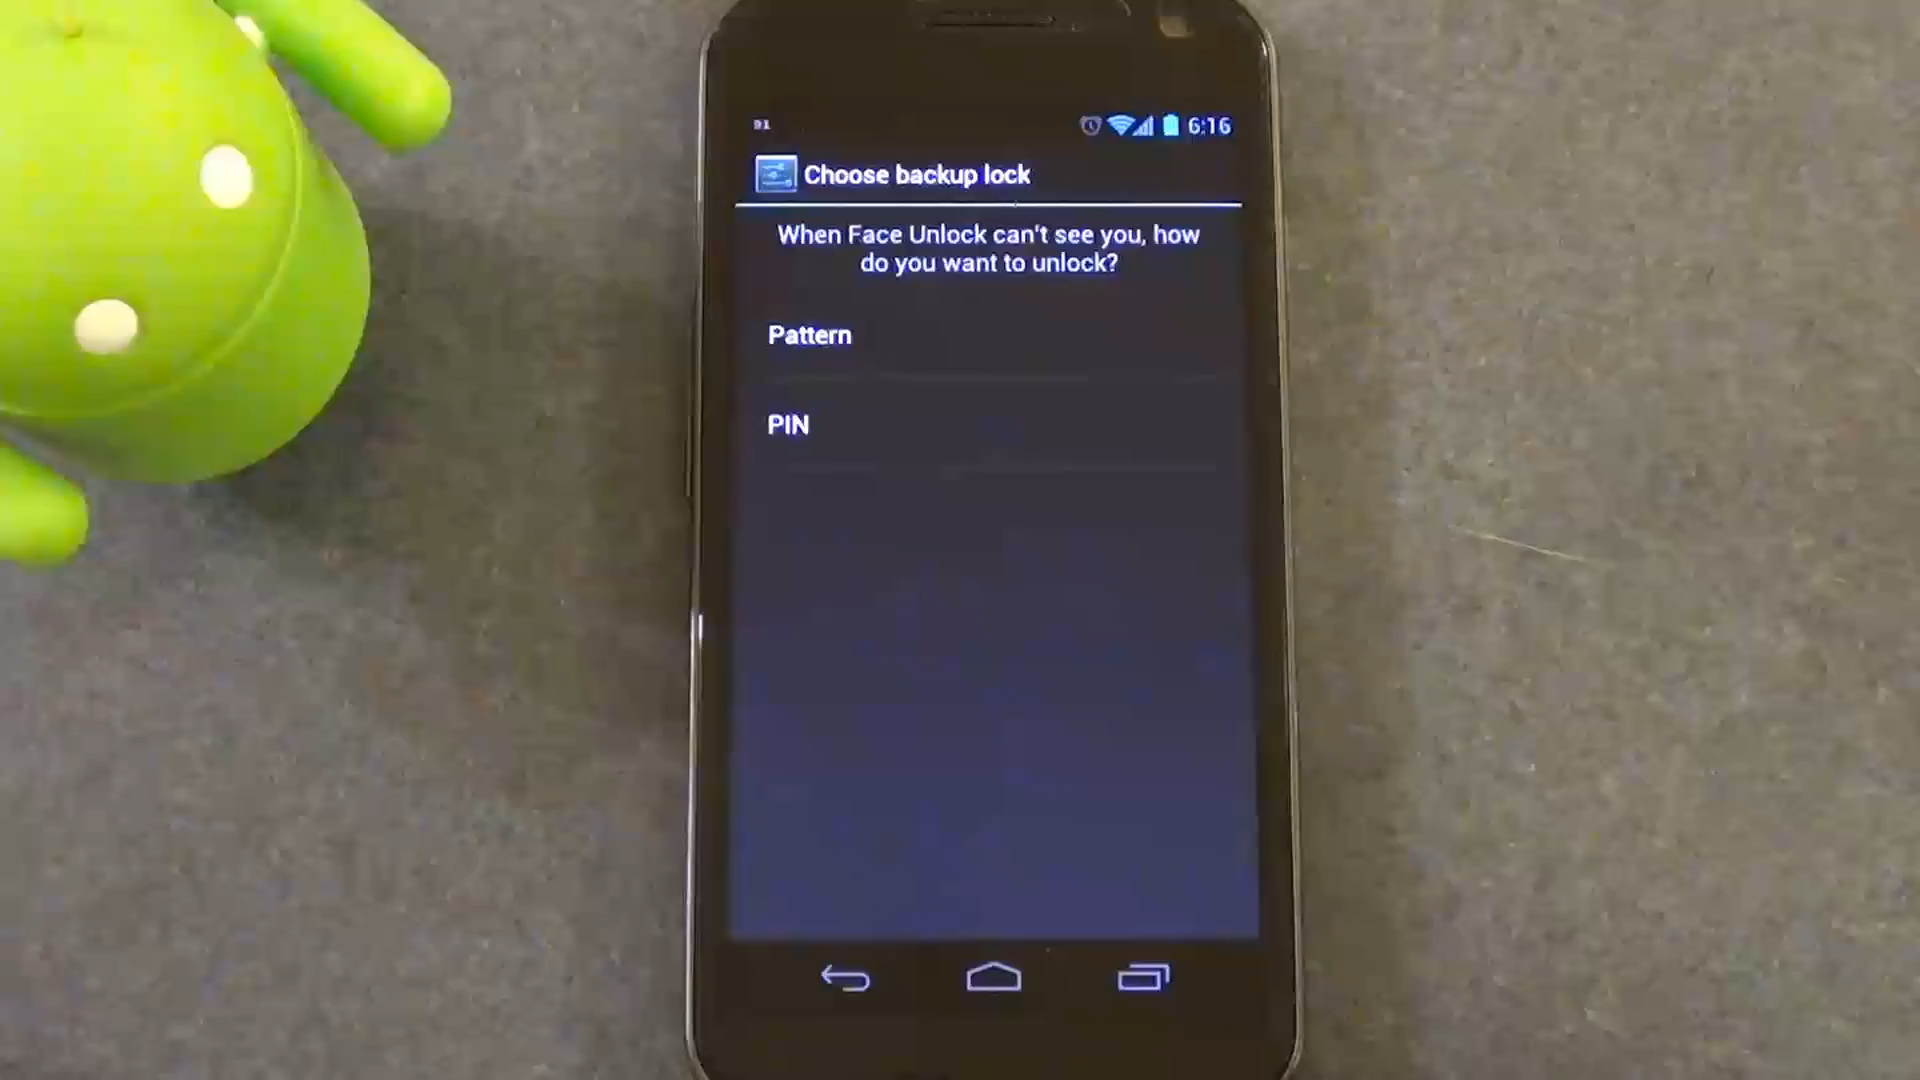 91
6:16
Choose backup lock
When Face Unlock can't see you, how
do you want to unlock?
Pattern
PIN